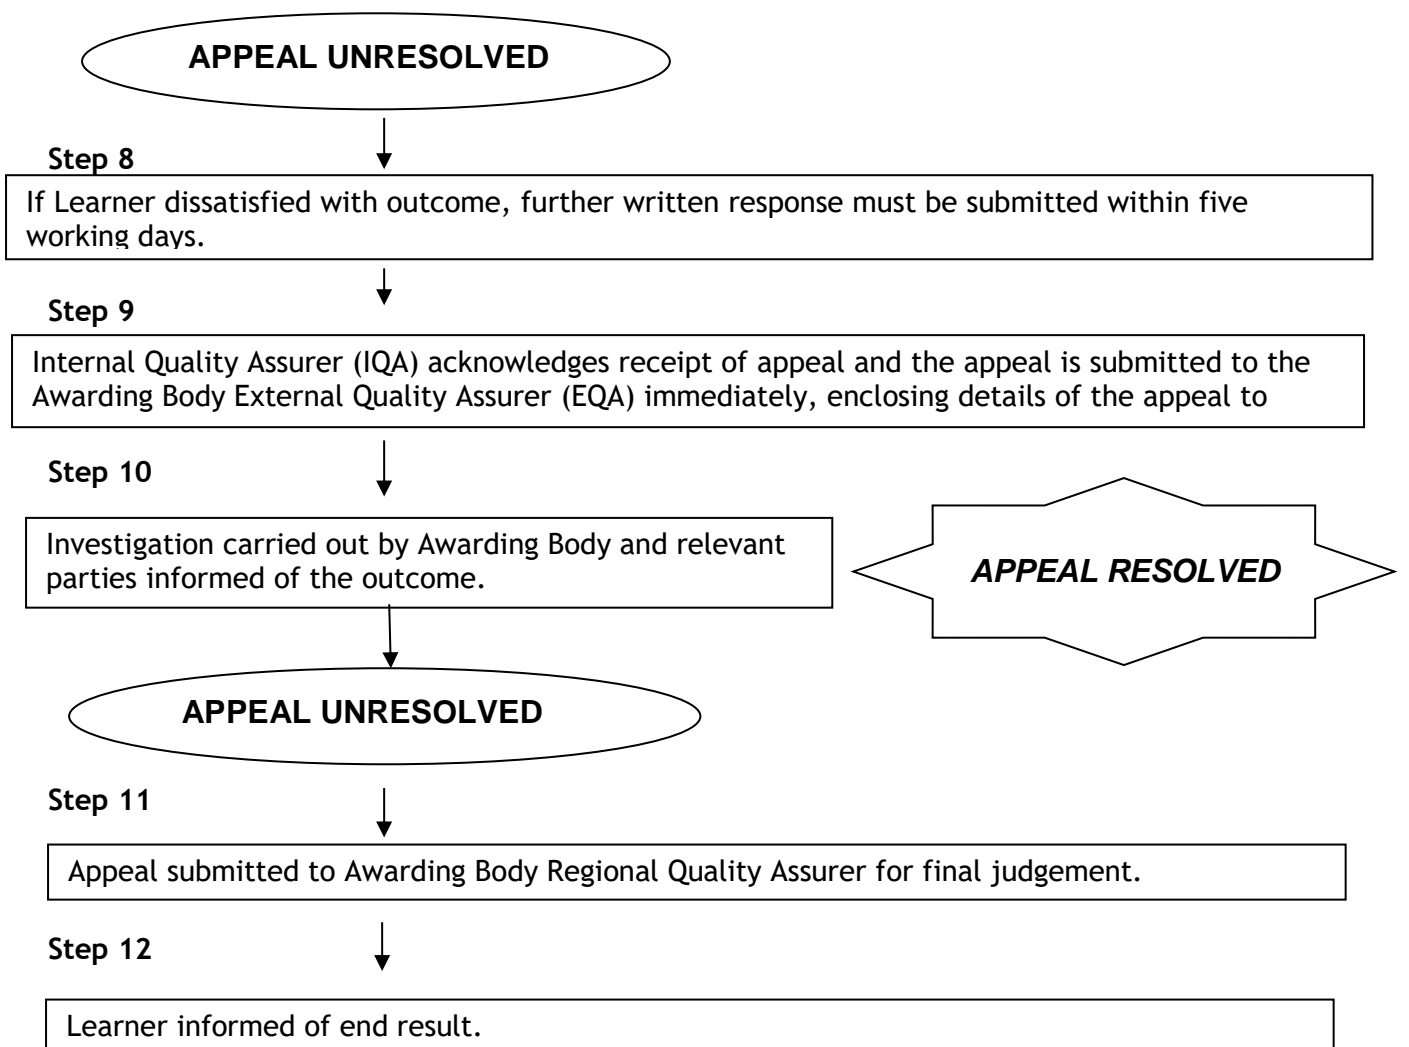 APPEAL UNRESOLVED
Step 8
If Learner dissatisfied with outcome, further written response must be submitted within five
working days.
Step 9
Internal Quality Assurer (IQA) acknowledges receipt of appeal and the appeal is submitted to the
Awarding Body External Quality Assurer (EQA) immediately, enclosing details of the appeal to
Step 10
Investigation carried out by Awarding Body and relevant
parties informed of the outcome.
APPEAL RESOLVED
APPEAL UNRESOLVED
Step 11
Appeal submitted to Awarding Body Regional Quality Assurer for final judgement.
Step 12
Learner informed of end result.